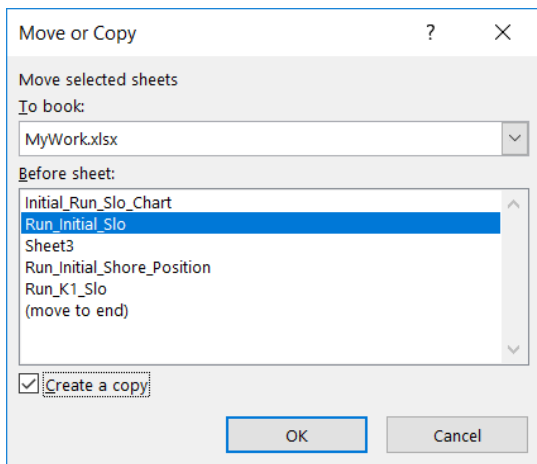 Move or Copy ?
Move selected sheets
To book:
MyWork.xlsx
Before sheet:
Initial_Run_Slo_Chart
Run_Initial_Slo
Sheet3
Run_Initial_Shore_Position
Run_K1_Slo
(move to end)
Create a copy
OK Cancel